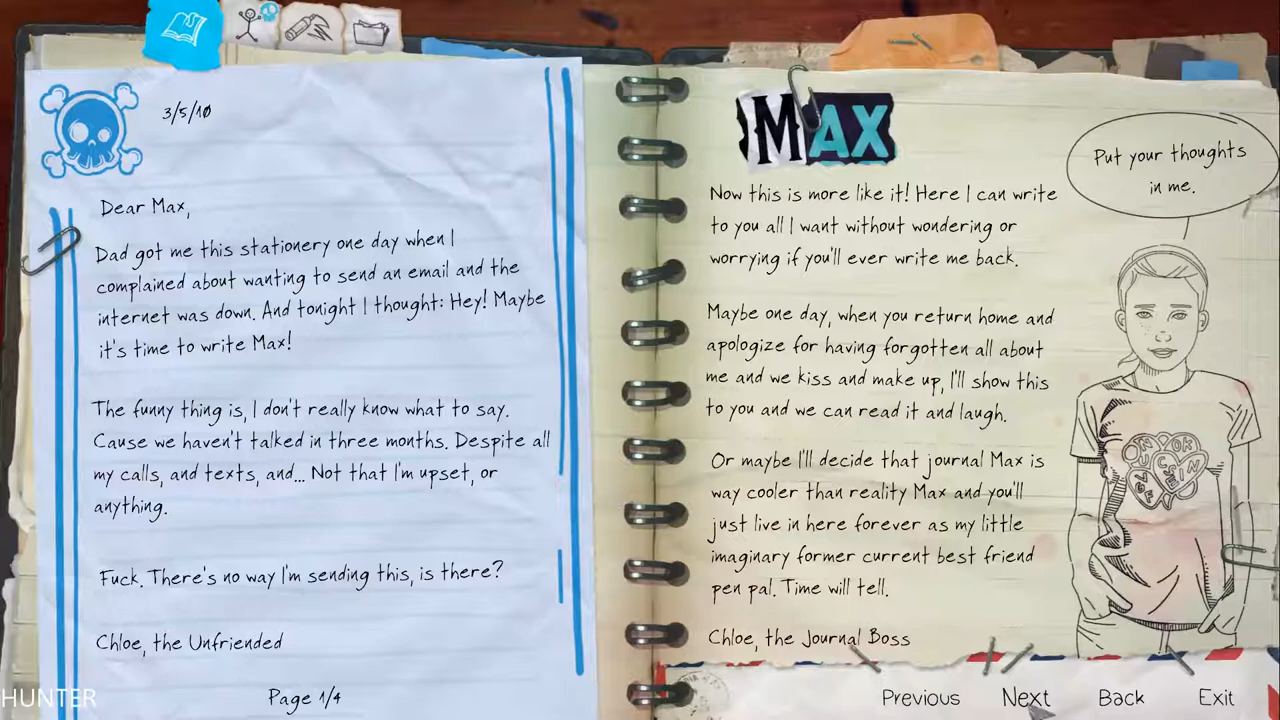 3/5/10
Dear Max,
Dad got me this stationery one day when I
complained about wanting to send an email and the
internet was down. And tonight I thought: Hey! Maybe
it's time to write Max!
The funny thing is, I don't really know what to say.
Cause we haven't talked in three months. Despite all
my calls, and texts, and... Not that I'm upset, or
anything.
Fuck. There's no way I'm sending this, is there?
Chloe, the Unfriended
Page 1/4
HUNTER
MAX
Now this is more like it! Here I can write
to you all I want without wondering or
worrying if you'll ever write me back.
Maybe one day, when you return home and
apologize for having forgotten all about
me and we kiss and make up, I'll show this
to you and we can read it and laugh.
Or maybe I'll decide that journal Max is
way cooler than reality Max and you'll
just live in here forever as my little
imaginary former current best friend
pen pal. Time will tell.
Chloe, the Journal Boss
Put your thoughts
in me.
Previous Next Back Exit